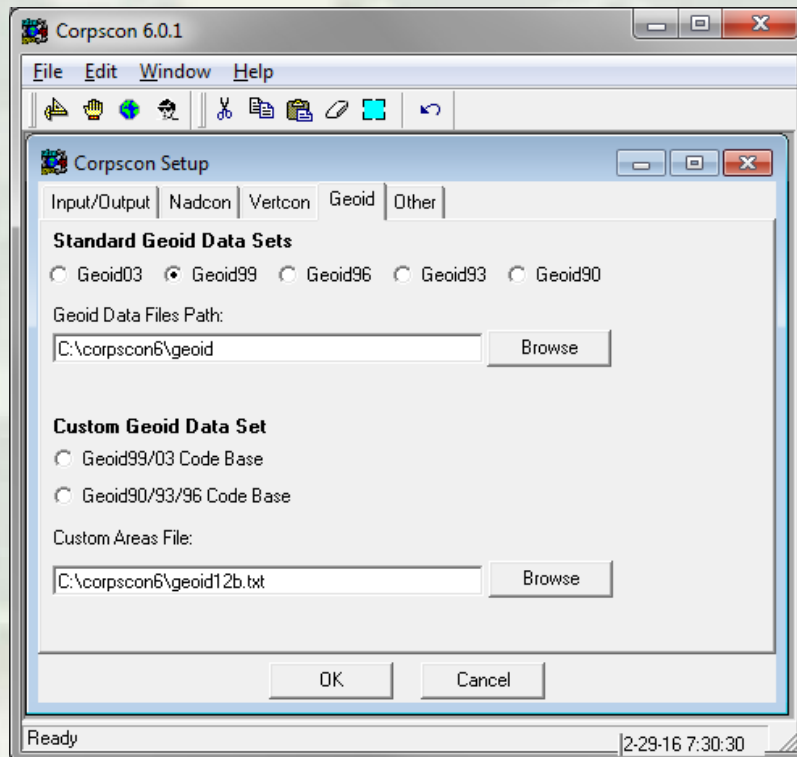 Corpscon 6.0.1
File Edit Window Help
Corpscon Setup
Input/Output Nadcon Vertcon Geoid Other
Standard Geoid Data Sets
Geoid03 Geoid99 Geoid96 Geoid93 Geoid90
Geoid Data Files Path:
C:\corpscon6\geoid Browse
Custom Geoid Data Set
Geoid99/03 Code Base
Geoid90/93/96 Code Base
Custom Areas File:
C:\corpscon6\geoid12b.txt Browse
OK Cancel
Ready 2-29-16 7:30:30